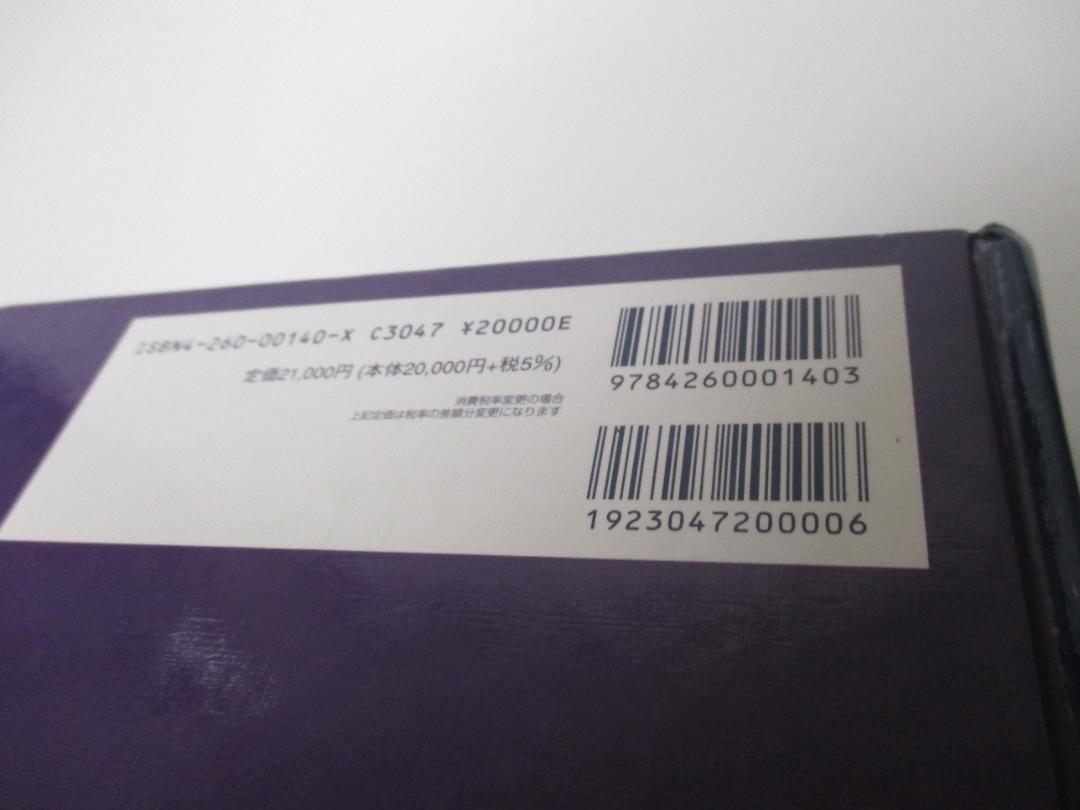 ISBN4-260-00140-X C3047 ¥20000E
定価21,000円 (本体20,000円+税5%)
消費税率変更の場合
上記定価は税率の差額分変更になります
9784260001403
1923047200006